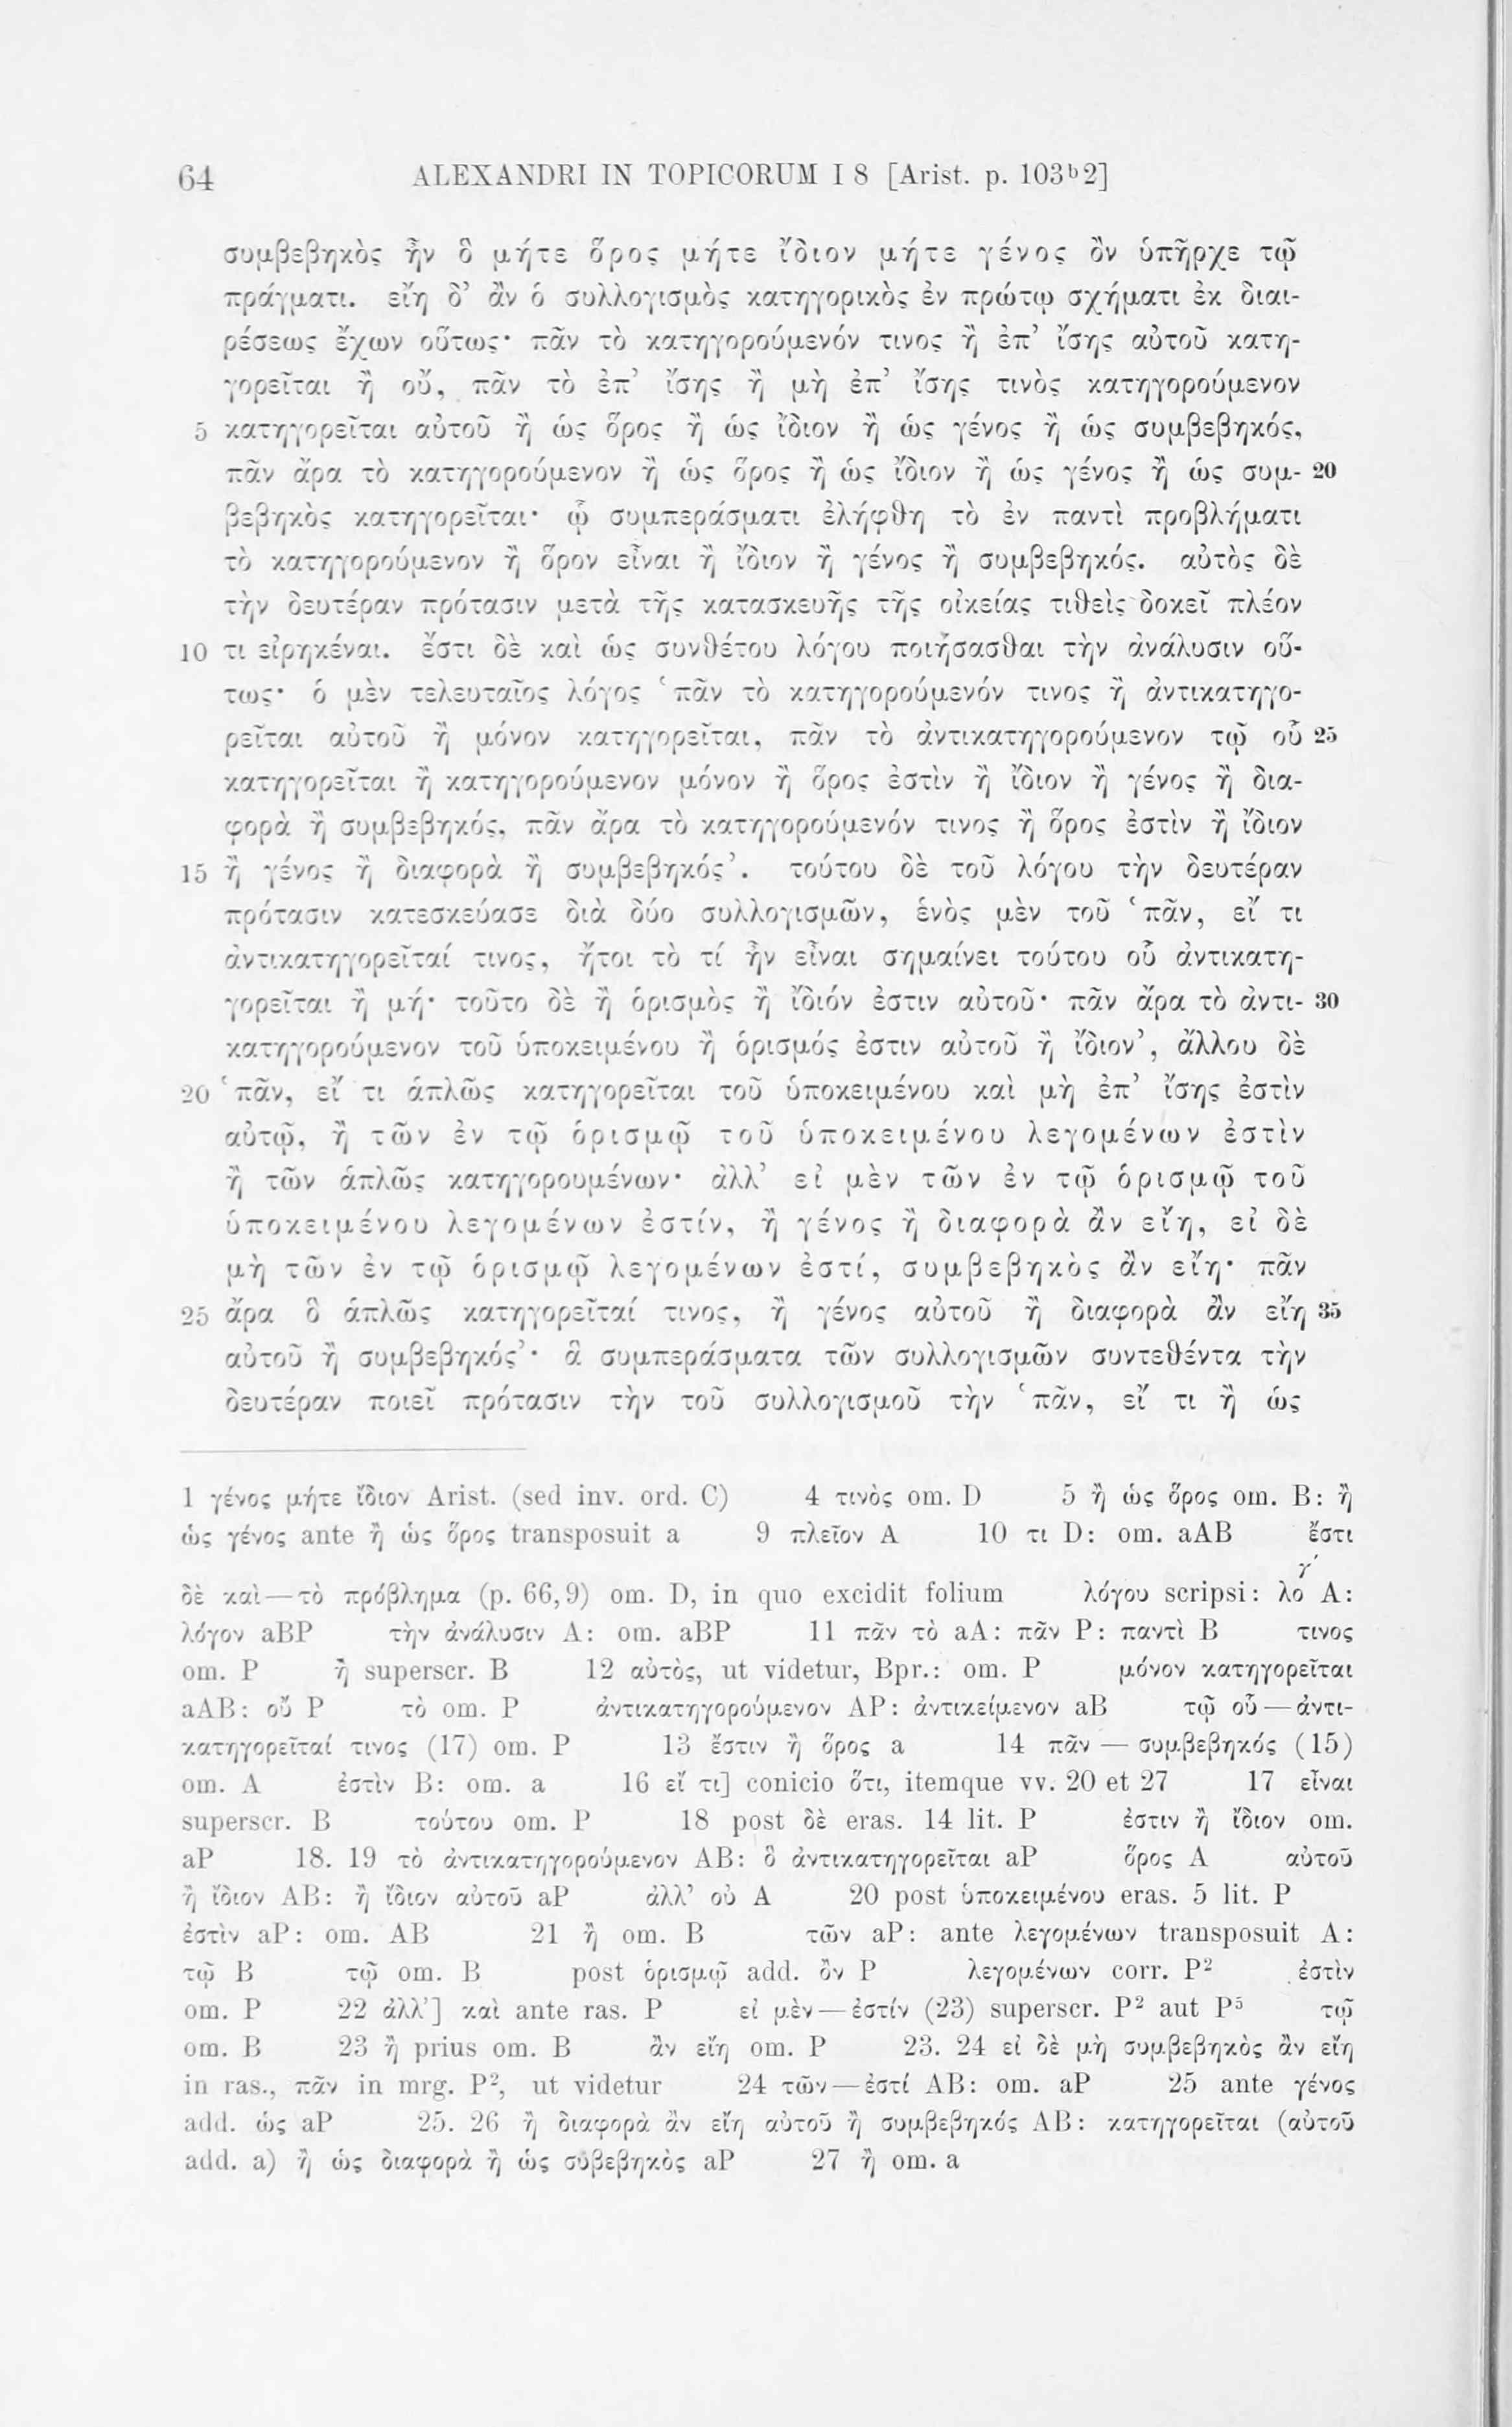 64 ALEXANDRI IN TOPICORUM I 8 [Arist. p. 103ᵇ2]
συμβεβηκὸς ἦν ὃ μήτε ὅρος μήτε ἴδιον μήτε γένος ὂν ὑπῆρχε τῷ
πράγματι. εἴη δ’ ἂν ὁ συλλογισμὸς κατηγορικὸς ἐν πρώτῳ σχήματι ἐκ διαι-
ρέσεως ἔχων οὕτως· πᾶν τὸ κατηγορούμενόν τινος ἢ ἐπ’ ἴσης αὐτοῦ κατη-
γορεῖται ἢ οὔ, πᾶν τὸ ἐπ’ ἴσης ἢ μὴ ἐπ’ ἴσης τινὸς κατηγορούμενον
5 κατηγορεῖται αὐτοῦ ἢ ὡς ὅρος ἢ ὡς ἴδιον ἢ ὡς γένος ἢ ὡς συμβεβηκός,
πᾶν ἄρα τὸ κατηγορούμενον ἢ ὡς ὅρος ἢ ὡς ἴδιον ἢ ὡς γένος ἢ ὡς συμ- 20
βεβηκὸς κατηγορεῖται· ᾧ συμπεράσματι ἐλήφθη τὸ ἐν παντὶ προβλήματι
τὸ κατηγορούμενον ἢ ὅρον εἶναι ἢ ἴδιον ἢ γένος ἢ συμβεβηκός. αὐτὸς δὲ
τὴν δευτέραν πρότασιν μετὰ τῆς κατασκευῆς τῆς οἰκείας τιθεὶς δοκεῖ πλέον
10 τι εἰρηκέναι. ἔστι δὲ καὶ ὡς συνθέτου λόγου ποιήσασθαι τὴν ἀνάλυσιν οὕ-
τως· ὁ μὲν τελευταῖος λόγος ‘πᾶν τὸ κατηγορούμενόν τινος ἢ ἀντικατηγο-
ρεῖται αὐτοῦ ἢ μόνον κατηγορεῖται, πᾶν τὸ ἀντικατηγορούμενον τῷ οὗ 25
κατηγορεῖται ἢ κατηγορούμενον μόνον ἢ ὅρος ἐστὶν ἢ ἴδιον ἢ γένος ἢ δια-
φορὰ ἢ συμβεβηκός, πᾶν ἄρα τὸ κατηγορούμενόν τινος ἢ ὅρος ἐστὶν ἢ ἴδιον
15 ἢ γένος ἢ διαφορὰ ἢ συμβεβηκός’. τούτου δὲ τοῦ λόγου τὴν δευτέραν
πρότασιν κατεσκεύασε διὰ δύο συλλογισμῶν, ἑνὸς μὲν τοῦ ‘πᾶν, εἴ τι
ἀντικατηγορεῖταί τινος, ἤτοι τὸ τί ἦν εἶναι σημαίνει τούτου οὗ ἀντικατη-
γορεῖται ἢ μή· τοῦτο δὲ ἢ ὁρισμὸς ἢ ἴδιόν ἐστιν αὐτοῦ· πᾶν ἄρα τὸ ἀντι- 30
κατηγορούμενον τοῦ ὑποκειμένου ἢ ὁρισμός ἐστιν αὐτοῦ ἢ ἴδιον’, ἄλλου δὲ
20 ‘πᾶν, εἴ τι ἁπλῶς κατηγορεῖται τοῦ ὑποκειμένου καὶ μὴ ἐπ’ ἴσης ἐστὶν
αὐτῷ, ἢ τῶν ἐν τῷ ὁρισμῷ τοῦ ὑποκειμένου λεγομένων ἐστὶν
ἢ τῶν ἁπλῶς κατηγορουμένων· ἀλλ’ εἰ μὲν τῶν ἐν τῷ ὁρισμῷ τοῦ
ὑποκειμένου λεγομένων ἐστίν, ἢ γένος ἢ διαφορὰ ἂν εἴη, εἰ δὲ
μὴ τῶν ἐν τῷ ὁρισμῷ λεγομένων ἐστί, συμβεβηκὸς ἂν εἴη· πᾶν
25 ἄρα ὃ ἁπλῶς κατηγορεῖταί τινος, ἢ γένος αὐτοῦ ἢ διαφορὰ ἂν εἴη 35
αὐτοῦ ἢ συμβεβηκός’· ἃ συμπεράσματα τῶν συλλογισμῶν συντεθέντα τὴν
δευτέραν ποιεῖ πρότασιν τὴν τοῦ συλλογισμοῦ τὴν ‘πᾶν, εἴ τι ἢ ὡς
1 γένος μήτε ἴδιον Arist. (sed inv. ord. C) 4 τινὸς om. D 5 ἢ ὡς ὅρος om. B: ἢ
ὡς γένος ante ἢ ὡς ὅρος transposuit a 9 πλεῖον A 10 τι D: om. aAB ἔστι
δὲ καὶ—τὸ πρόβλημα (p. 66,9) om. D, in quo excidit folium λόγου scripsi: λὀγ́ A:
λόγον aBP τὴν ἀνάλυσιν A: om. aBP 11 πᾶν τὸ aA: πᾶν P: παντὶ B τινος
om. P ἢ superscr. B 12 αὐτὸς, ut videtur, Bpr.: om. P μόνον κατηγορεῖται
aAB: οὔ P τὸ om. P ἀντικατηγορούμενον AP: ἀντικείμενον aB τῷ οὗ—ἀντι-
κατηγορεῖταί τινος (17) om. P 13 ἔστιν ἢ ὅρος a 14 πᾶν — συμβεβηκός (15)
om. A ἐστὶν B: om. a 16 εἴ τι] conicio ὅτι, itemque vv. 20 et 27 17 εἶναι
superscr. B τούτου om. P 18 post δὲ eras. 14 lit. P ἐστιν ἢ ἴδιον om.
aP 18. 19 τὸ ἀντικατηγορούμενον AB: ὃ ἀντικατηγορεῖται aP ὅρος A αὐτοῦ
ἢ ἴδιον AB: ἢ ἴδιον αὐτοῦ aP ἀλλ’ οὐ A 20 post ὑποκειμένου eras. 5 lit. P
ἐστὶν aP: om. AB 21 ἢ om. B τῶν aP: ante λεγομένων transposuit A:
τῷ B τῷ om. B post ὁρισμῷ add. ὂν P λεγομένων corr. P² ἐστὶν
om. P 22 ἀλλ’] καὶ ante ras. P εἰ μὲν—ἐστίν (23) superscr. P² aut P⁵ τῷ
om. B 23 ἢ prius om. B ἂν εἴη om. P 23. 24 εἰ δὲ μὴ συμβεβηκὸς ἂν εἴη
in ras., πᾶν in mrg. P², ut videtur 24 τῶν—ἐστί AB: om. aP 25 ante γένος
add. ὡς aP 25. 26 ἢ διαφορὰ ἂν εἴη αὐτοῦ ἢ συμβεβηκός AB: κατηγορεῖται (αὐτοῦ
add. a) ἢ ὡς διαφορὰ ἢ ὡς σῡβεβηκὸς aP 27 ἢ om. a